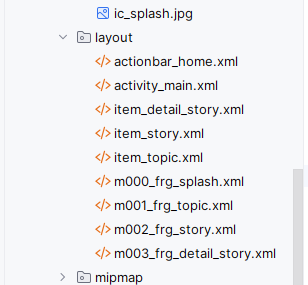 ic_splash.jpg
layout
actionbar_home.xml
activity_main.xml
item_detail_story.xml
item_story.xml
item_topic.xml
m000_frg_splash.xml
m001_frg_topic.xml
m002_frg_story.xml
m003_frg_detail_story.xml
mipmap